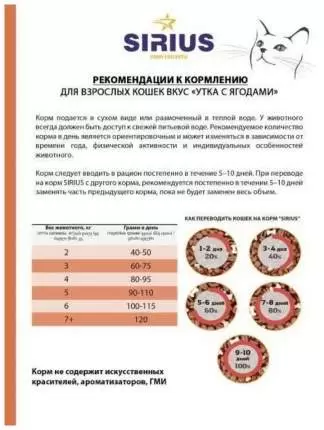 SIRIUS
РЕКОМЕНДАЦИИ К КОРМЛЕНИЮ
ДЛЯ ВЗРОСЛЫХ КОШЕК ВКУС «УТКА С ЯГОДАМИ»
Корм подается в сухом виде или размоченный в теплой воде. У животного
всегда должен быть доступ к свежей питьевой воде. Рекомендуемое количество
корма в день является ориентировочным и может изменяться в зависимости от
времени года, физической активности и индивидуальных особенностей
животного.
Корм следует вводить в рацион постепенно в течение 5–10 дней. При переводе
на корм SIRIUS с другого корма, рекомендуется постепенно в течении 5–10 дней
заменять часть предыдущего корма, пока не будет заменен весь объем.
КАК ПЕРЕВОДИТЬ КОШЕК НА КОРМ "SIRIUS"
Вес животного, кг Грамм в день
2 40-50
3 60-75
4 80-95
5 90-110
6 100-115
7+ 120
1-2 дня
20%
3-4 дня
40%
5-6 дней
60%
7-8 дней
80%
9-10
дней
100%
Корм не содержит искусственных
красителей, ароматизаторов, ГМИ